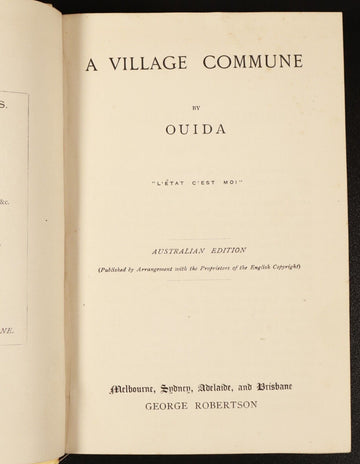 S.
&c.
NE.
A VILLAGE COMMUNE
BY
OUIDA
"L'ÉTAT C'EST MOI"
AUSTRALIAN EDITION
(Published by Arrangement with the Proprietors of the English Copyright)
Melbourne, Sydney, Adelaide, and Brisbane
GEORGE ROBERTSON